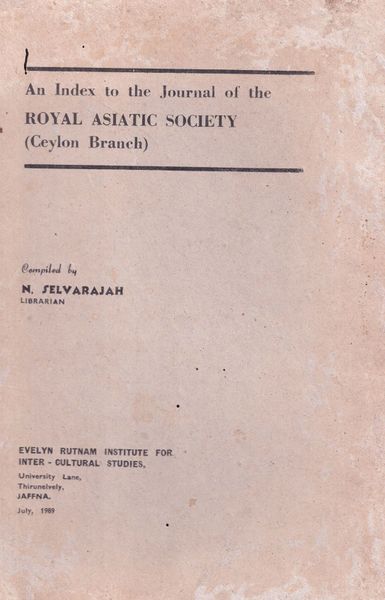 An Index to the Journal of the
ROYAL ASIATIC SOCIETY
(Ceylon Branch)
Compiled by
N. SELVARAJAH
LIBRARIAN
EVELYN RUTNAM INSTITUTE FOR
INTER - CULTURAL STUDIES,
University Lane,
Thirunelvely,
JAFFNA.
July, 1989